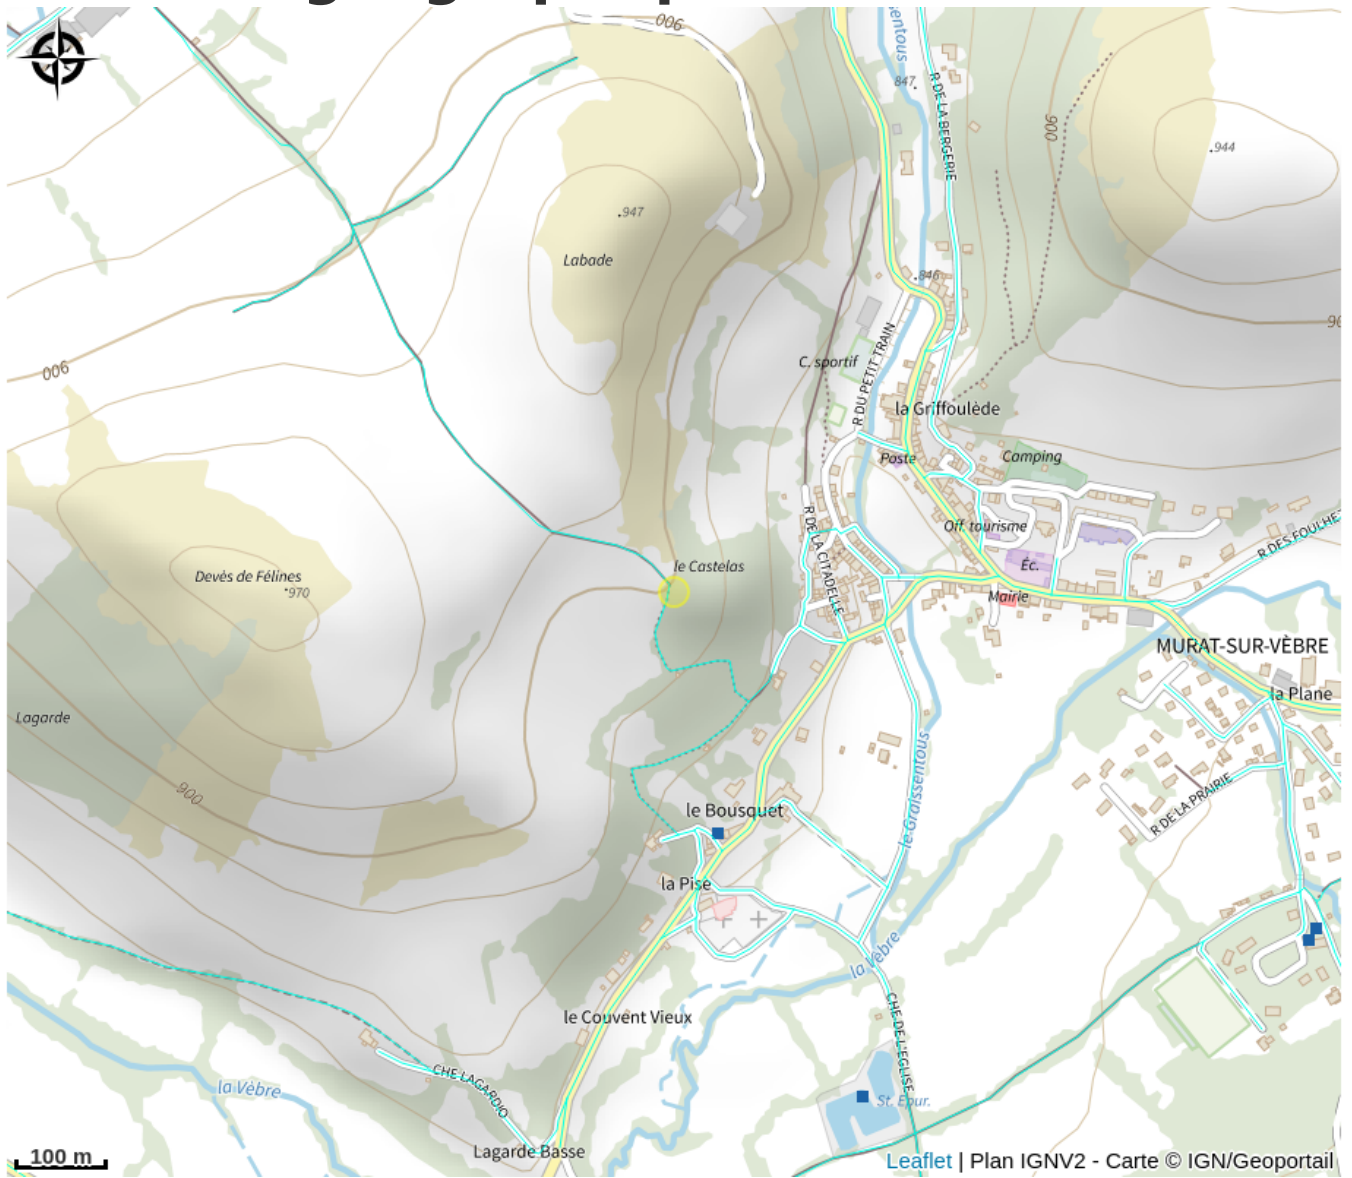 900
847
R DE LA BERGERIE
900
944
947
Labade
846
900
C. sportif
R DU PETIT TRAIN
la Griffoulède
Poste
Camping
R DE LA CITADELLE
Off. tourisme
R DES FOULHE
Éc.
le Castelas
Devès de Félines
970
Mairie
MURAT-SUR-VÈBRE
la Plane
Lagarde
900
le Graissentous
R DE LA PRAIRIE
le Bousquet
la Pise
la Vèbre
le Couvent Vieux
CHE DE L'EGLISE
CHE LAGARDIO
la Vèbre
St. Epur.
Lagarde Basse
100 m
Leaflet | Plan IGNV2 - Carte © IGN/Geoportail